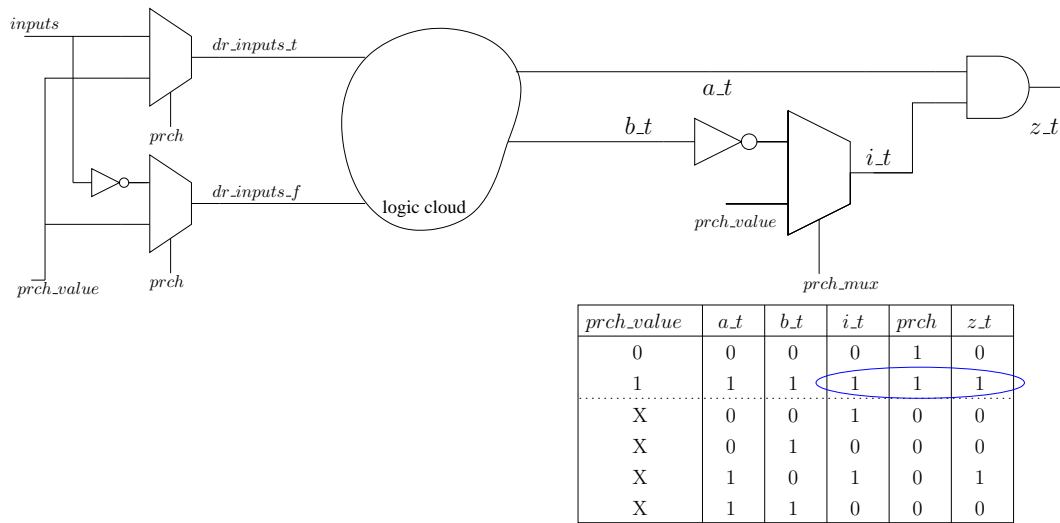 inputs
dr_inputs_t
prch
a_t
z_t
b_t
i_t
dr_inputs_f
logic cloud
prch_value
prch_value
prch
prch_mux
prch_value a_t b_t i_t prch z_t
0 0 0 0 1 0
1 1 1 1 1 1
X 0 0 1 0 0
X 0 1 0 0 0
X 1 0 1 0 1
X 1 1 0 0 0